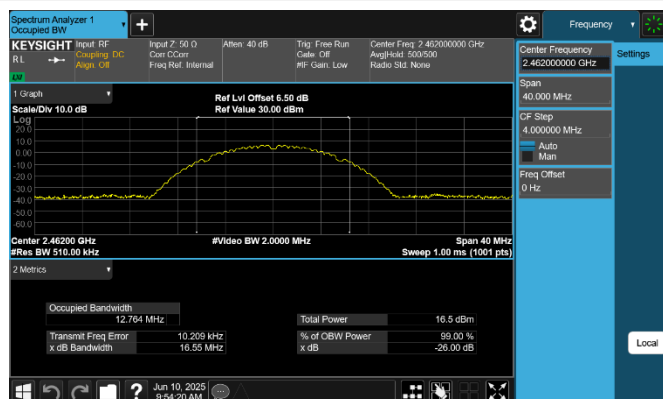 Spectrum Analyzer 1
Occupied BW
+
Frequency
KEYSIGHT
R L
LXI
Input: RF
Coupling: DC
Align: Off
Input Z: 50 Ω
Corr CCorr
Freq Ref: Internal
Atten: 40 dB
Trig: Free Run
Gate: Off
#IF Gain: Low
Center Freq: 2.462000000 GHz
Avg|Hold: 500/500
Radio Std: None
Center Frequency
2.462000000 GHz
Settings
Span
40.000 MHz
CF Step
4.000000 MHz
Auto
Man
Freq Offset
0 Hz
Local
1 Graph
Scale/Div 10.0 dB
Ref Lvl Offset 6.50 dB
Ref Value 30.00 dBm
Log
20.0
10.0
0.00
-10.0
-20.0
-30.0
-40.0
-50.0
-60.0
Center 2.46200 GHz
#Video BW 2.0000 MHz
Span 40 MHz
#Res BW 510.00 kHz
Sweep 1.00 ms (1001 pts)
2 Metrics
Occupied Bandwidth
12.764 MHz
Total Power 16.5 dBm
Transmit Freq Error 10.209 kHz
% of OBW Power 99.00 %
x dB Bandwidth 16.55 MHz
x dB -26.00 dB
?
Jun 10, 2025
9:54:20 AM